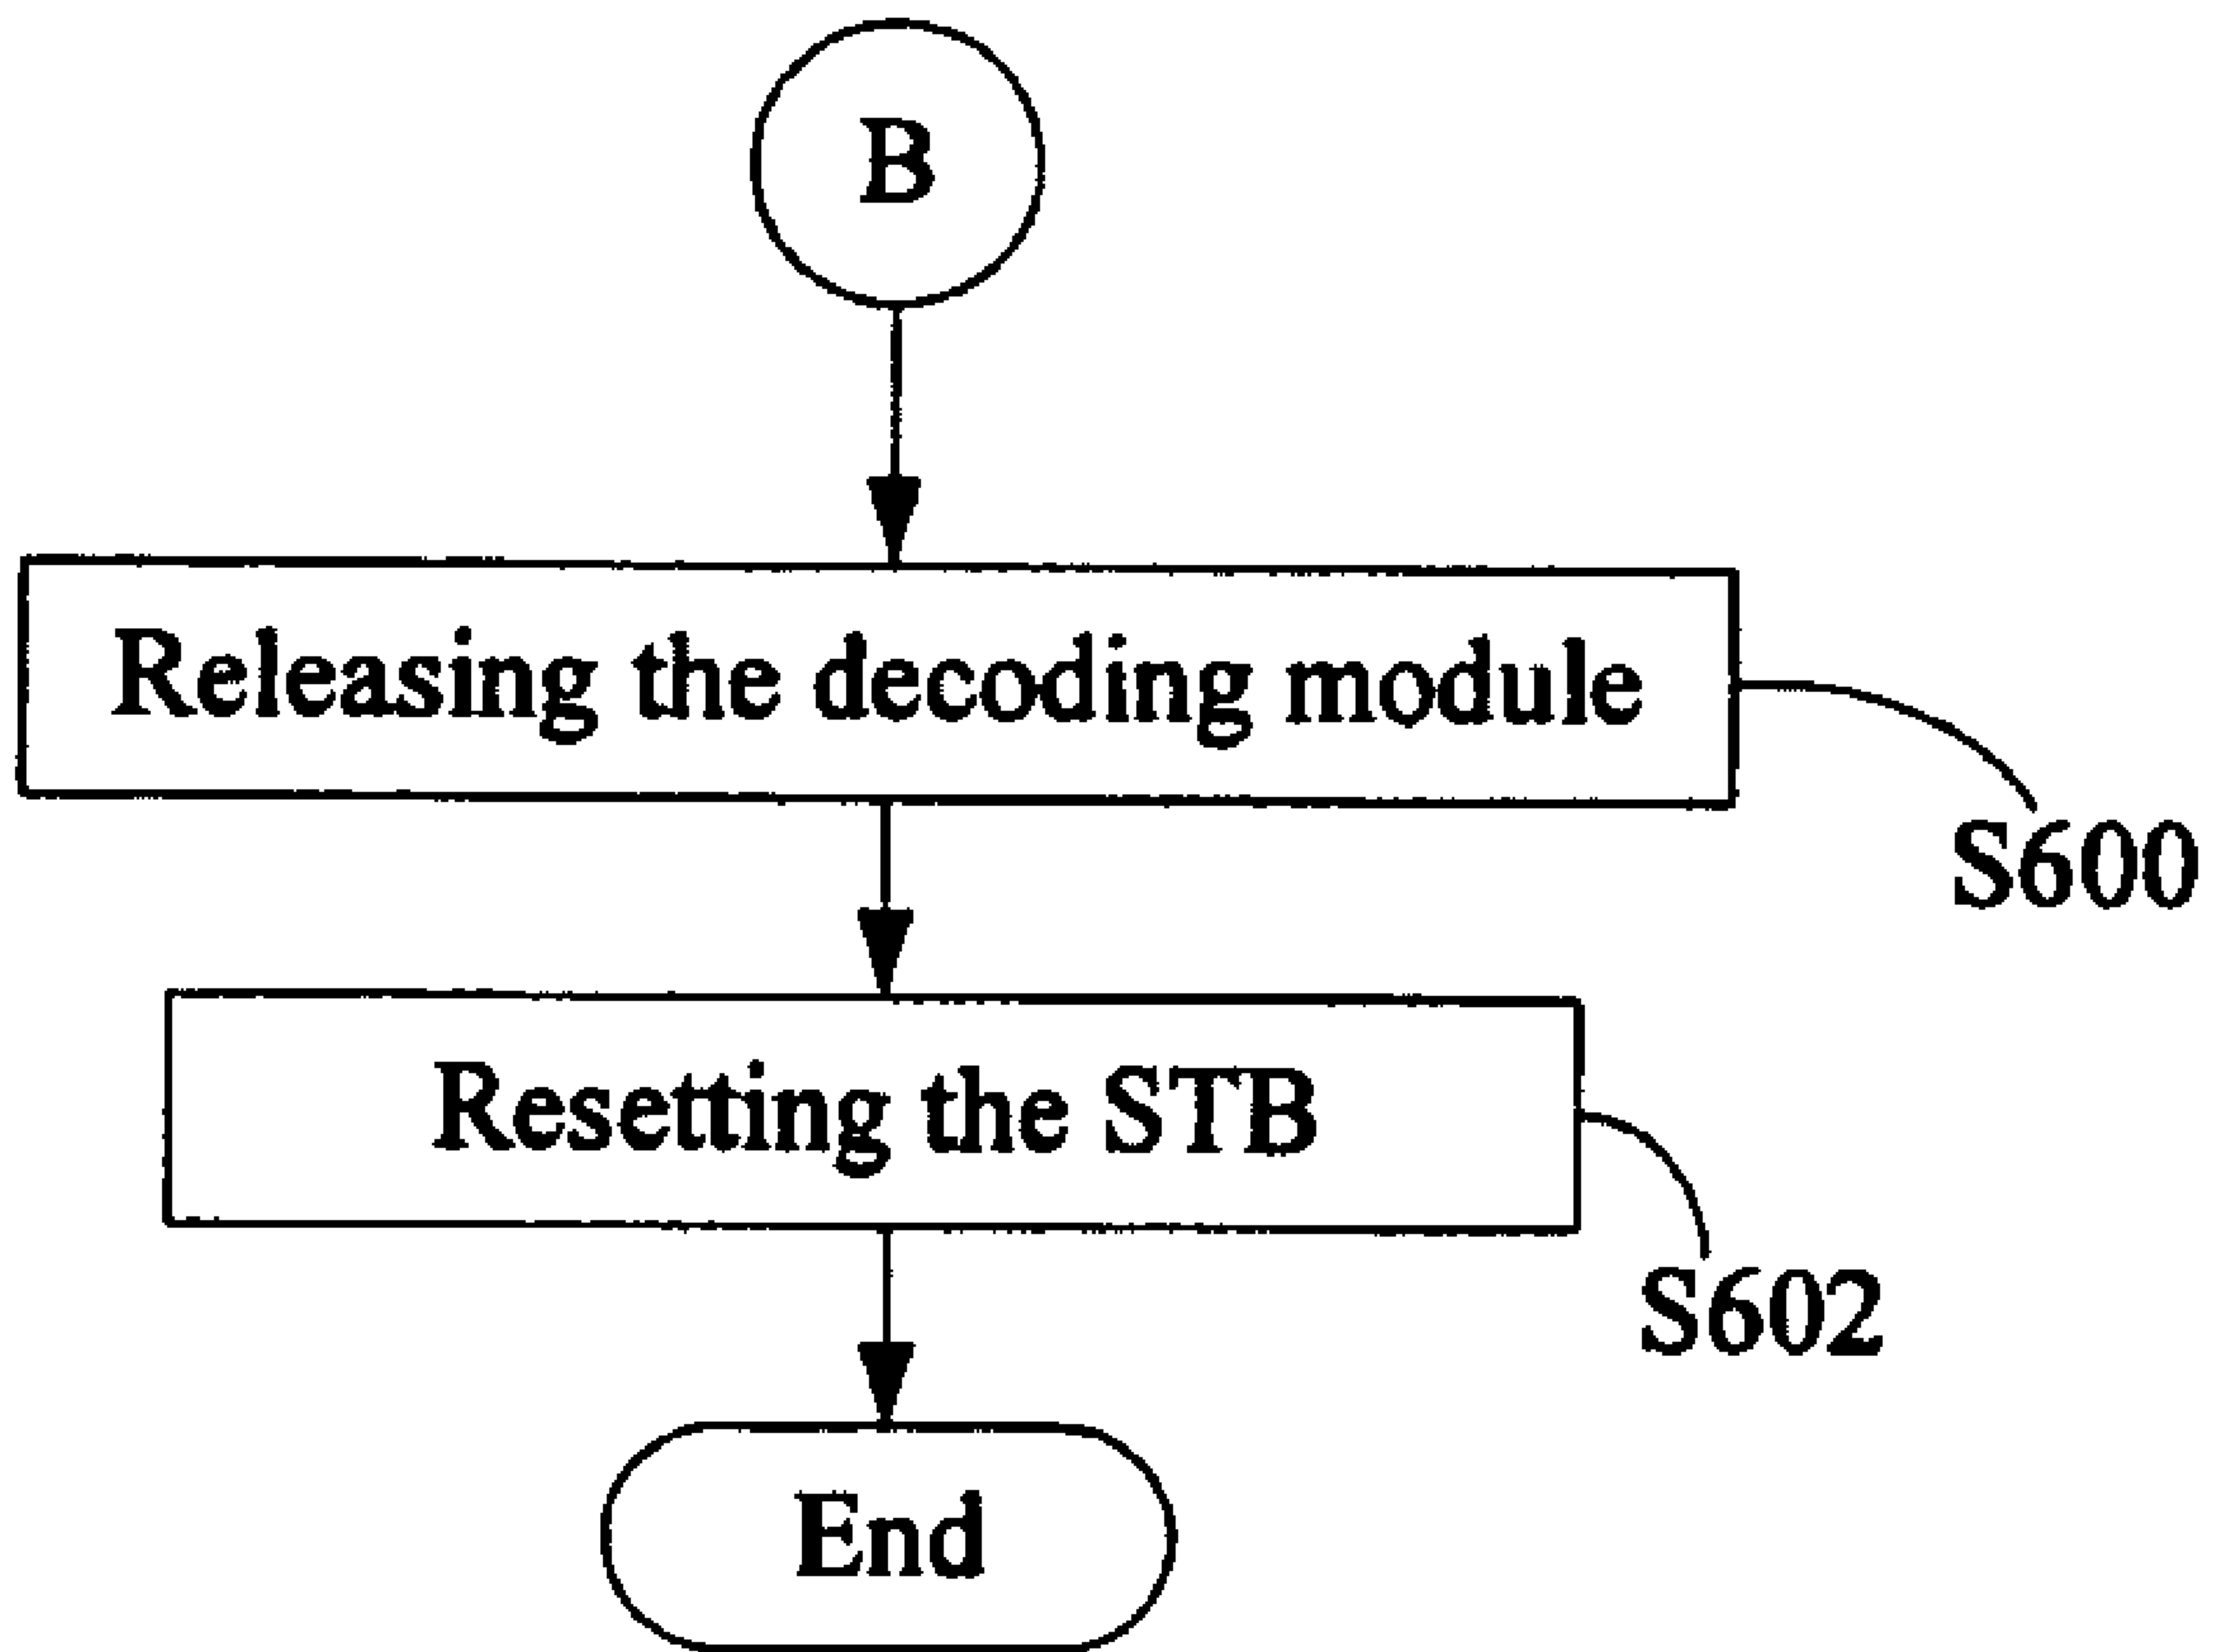 B
Releasing the decoding module
S600
Resetting the STB
S602
End